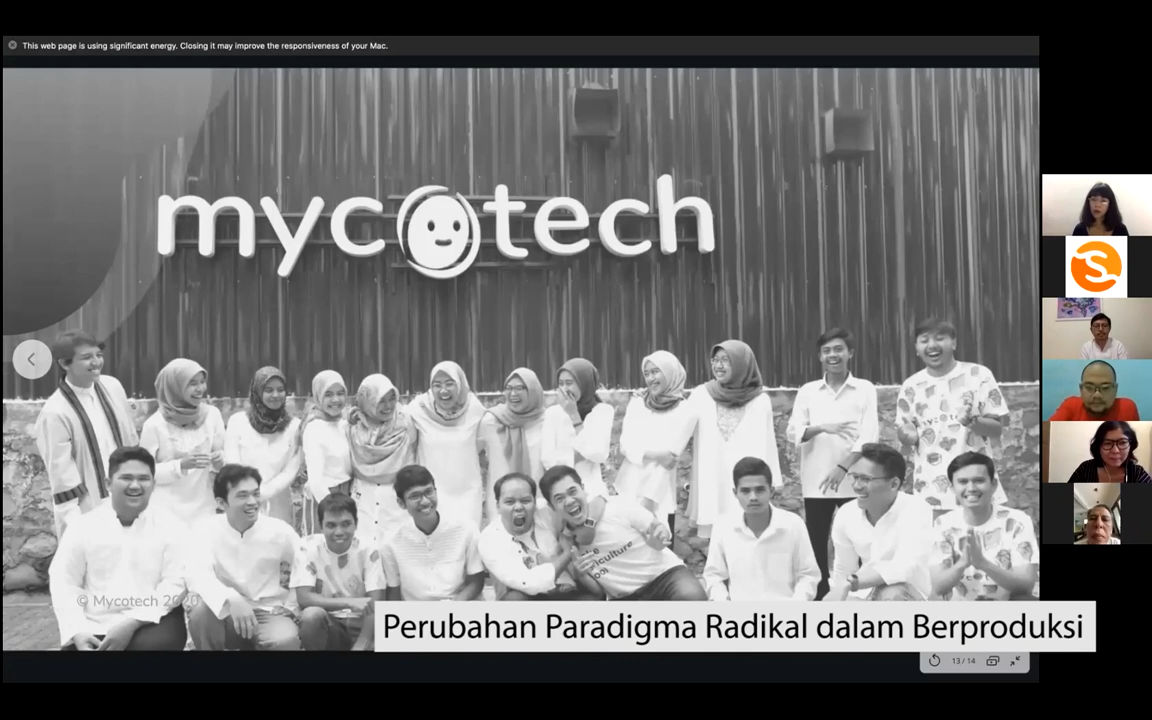 This web page is using significant energy. Closing it may improve the responsiveness of your Mac.
mycotech
© Mycotech 2020
Perubahan Paradigma Radikal dalam Berproduksi
13 / 14